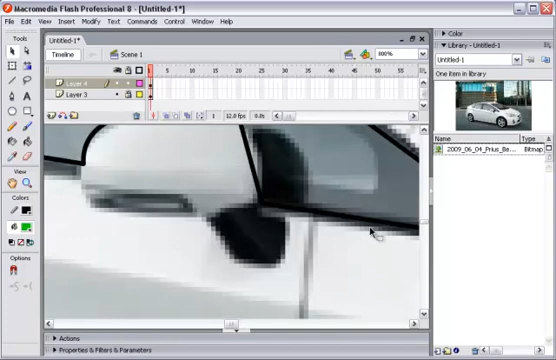 Macromedia Flash Professional 8 - [Untitled-1*]
File Edit View Insert Modify Text Commands Control Window Help
Tools
View
Colors
Options
Untitled-1*
Timeline
Scene 1
800%
1 5 10 15 20 25 30 35 40 45 50 55
Layer 4
Layer 3
1 12.0 fps 0.0s
Actions
Properties & Filters & Parameters
Color
Library - Untitled-1
Untitled-1
One item in library
Name Type
2009_06_04_Prius_Be... Bitmap